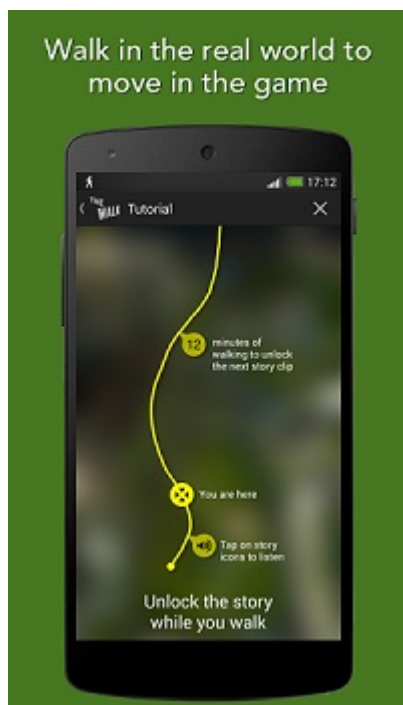 Walk in the real world to
move in the game
17:12
THE
WALK Tutorial
12
minutes of
walking to unlock
the next story clip
You are here
Tap on story
icons to listen
Unlock the story
while you walk